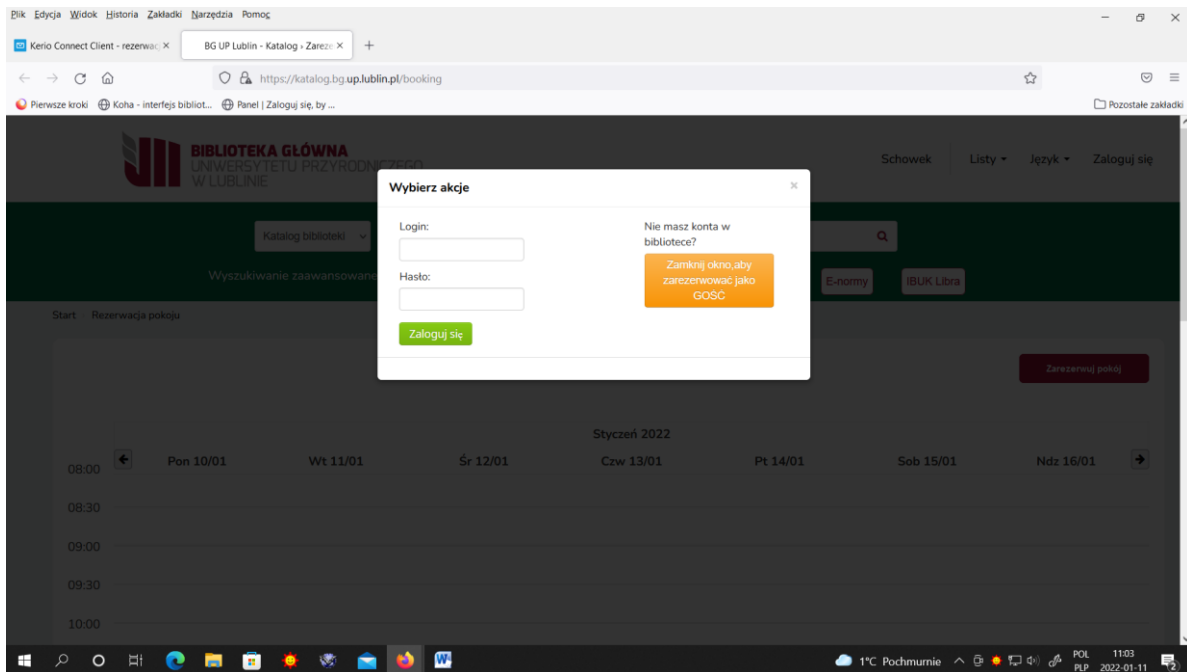 Plik Edycja Widok Historia Zakładki Narzędzia Pomoc
Kerio Connect Client - rezerwacj
BG UP Lublin - Katalog › Zareze
https://katalog.bg.up.lublin.pl/booking
Pierwsze kroki Koha - interfejs bibliot... Panel | Zaloguj się, by ... Pozostałe zakładki
BIBLIOTEKA GŁÓWNA
UNIWERSYTETU PRZYRODNICZEGO
W LUBLINIE
Schowek Listy Język Zaloguj się
Wybierz akcje ×
Login:
Hasło:
Zaloguj się
Nie masz konta w
bibliotece?
Zamknij okno,aby
zarezerwować jako
GOŚĆ
Katalog biblioteki
Wyszukiwanie zaawansowane E-normy IBUK Libra
Start Rezerwacja pokoju
Zarezerwuj pokój
Styczeń 2022
Pon 10/01 Wt 11/01 Śr 12/01 Czw 13/01 Pt 14/01 Sob 15/01 Ndz 16/01
08:00
08:30
09:00
09:30
10:00
1°C Pochmurnie POL 11:03
PLP 2022-01-11 2